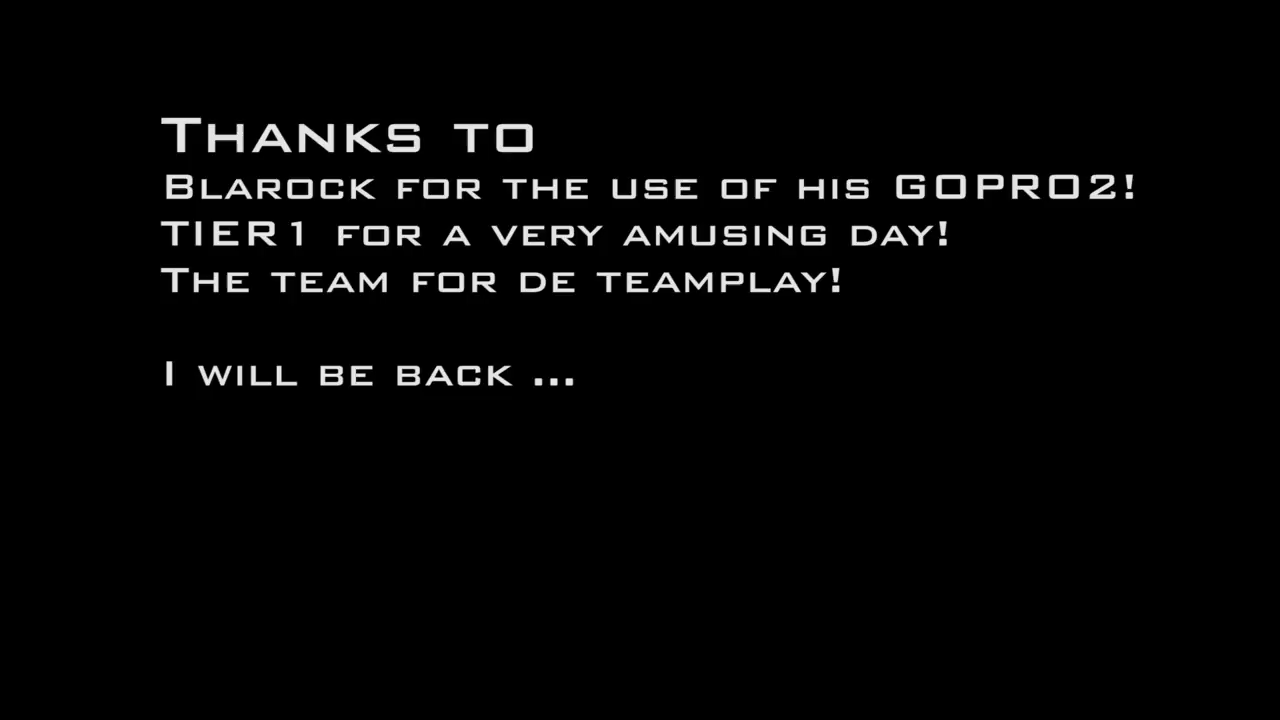 Thanks to
Blarock for the use of his GOPRO2!
TIER1 for a very amusing day!
The team for de teamplay!
I will be back ...